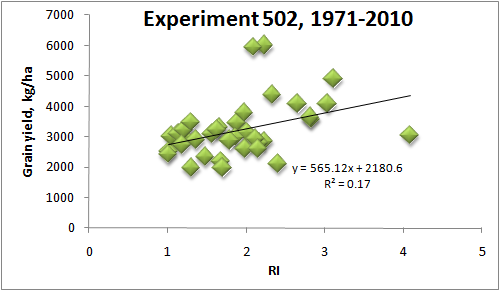 Experiment 502, 1971-2010
Grain yield, kg/ha
7000
6000
5000
4000
3000
2000
1000
0
y = 565.12x + 2180.6
R² = 0.17
0 1 2 3 4 5
RI